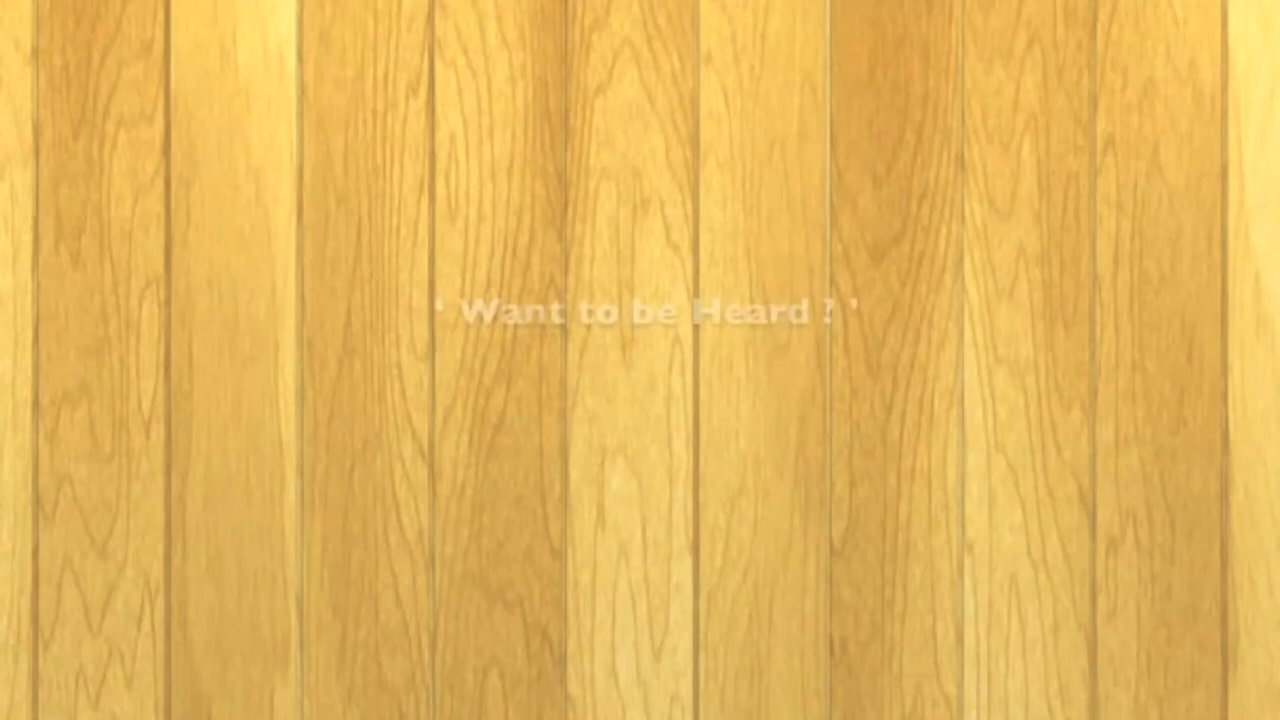 ‘ Want to be Heard ? ’